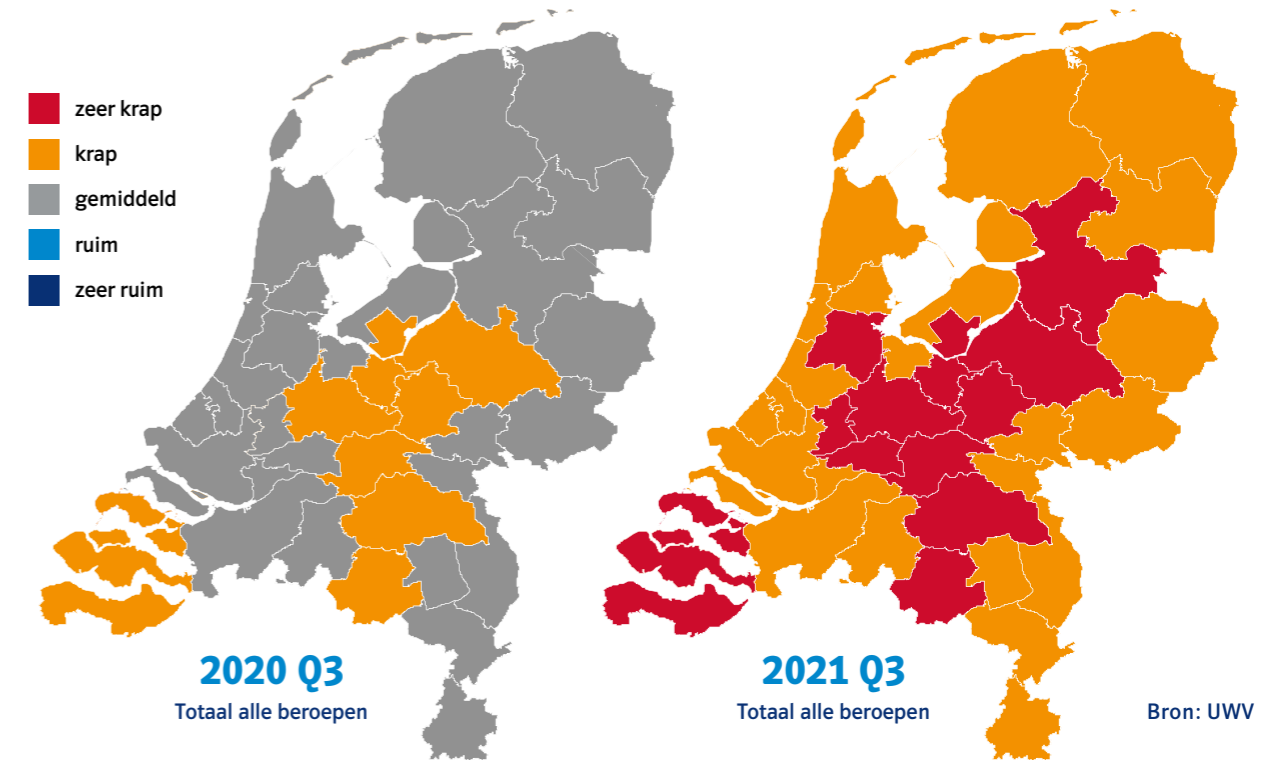 zeer krap
krap
gemiddeld
ruim
zeer ruim
2020 Q3
Totaal alle beroepen
2021 Q3
Totaal alle beroepen
Bron: UWV